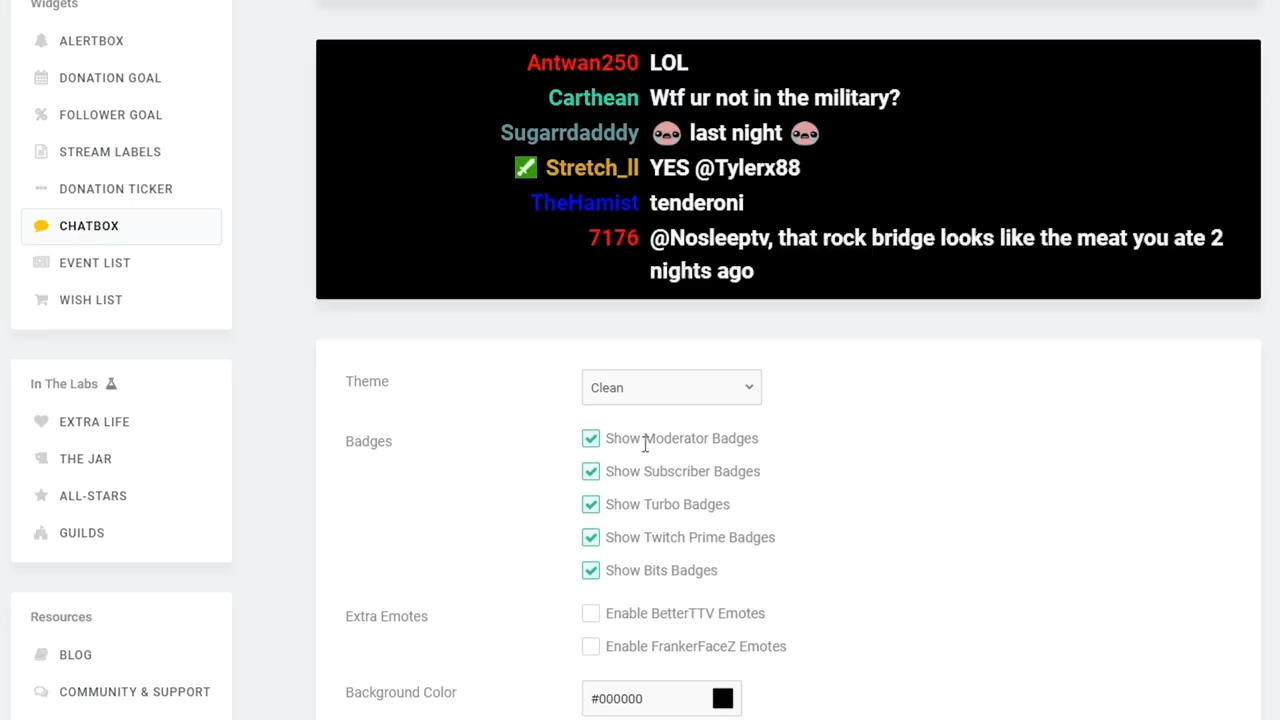 Widgets
ALERTBOX
DONATION GOAL
FOLLOWER GOAL
STREAM LABELS
DONATION TICKER
CHATBOX
EVENT LIST
WISH LIST
In The Labs
EXTRA LIFE
THE JAR
ALL-STARS
GUILDS
Resources
BLOG
COMMUNITY & SUPPORT
Antwan250 LOL
Carthean Wtf ur not in the military?
Sugarrdadddy last night
Stretch_ll YES @Tylerx88
TheHamist tenderoni
7176 @Nosleeptv, that rock bridge looks like the meat you ate 2
nights ago
Theme Clean
Badges Show Moderator Badges
Show Subscriber Badges
Show Turbo Badges
Show Twitch Prime Badges
Show Bits Badges
Extra Emotes Enable BetterTTV Emotes
Enable FrankerFaceZ Emotes
Background Color #000000